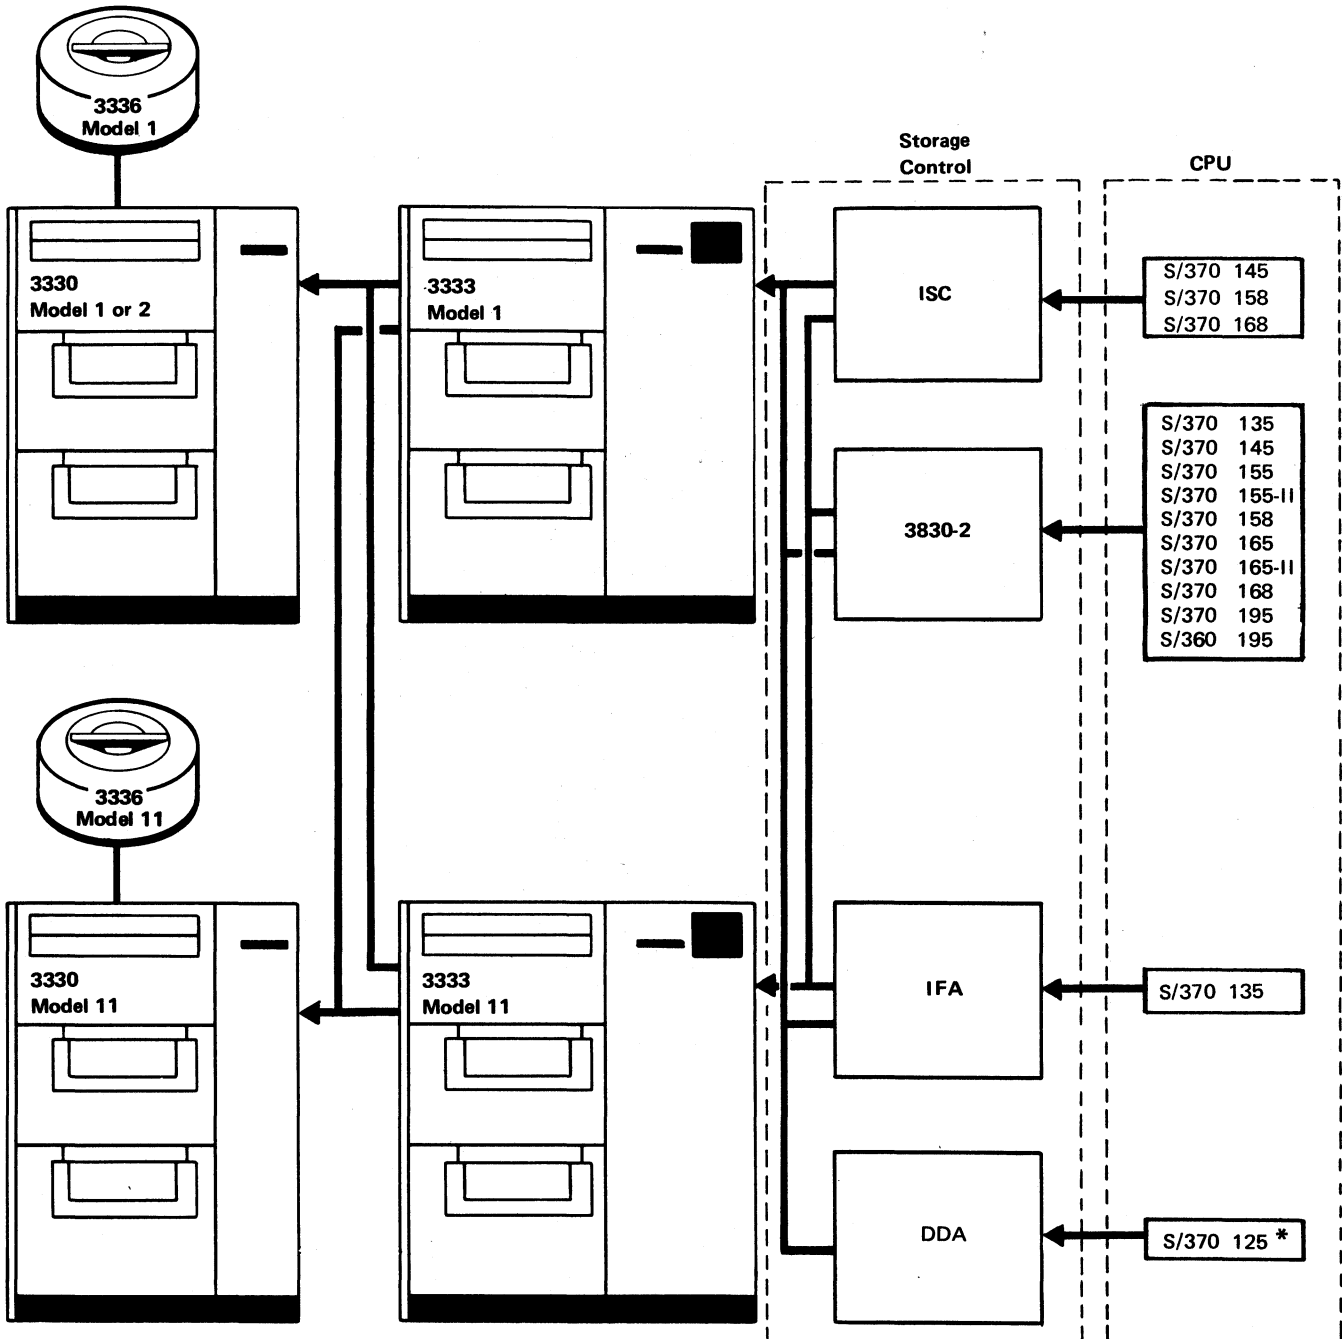 3336
Model 1
Storage
Control
CPU
3330
Model 1 or 2
3333
Model 1
ISC
S/370 145
S/370 158
S/370 168
3830-2
S/370 135
S/370 145
S/370 155
S/370 155-II
S/370 158
S/370 165
S/370 165-II
S/370 168
S/370 195
S/360 195
3336
Model 11
3330
Model 11
3333
Model 11
IFA
S/370 135
DDA
S/370 125 *